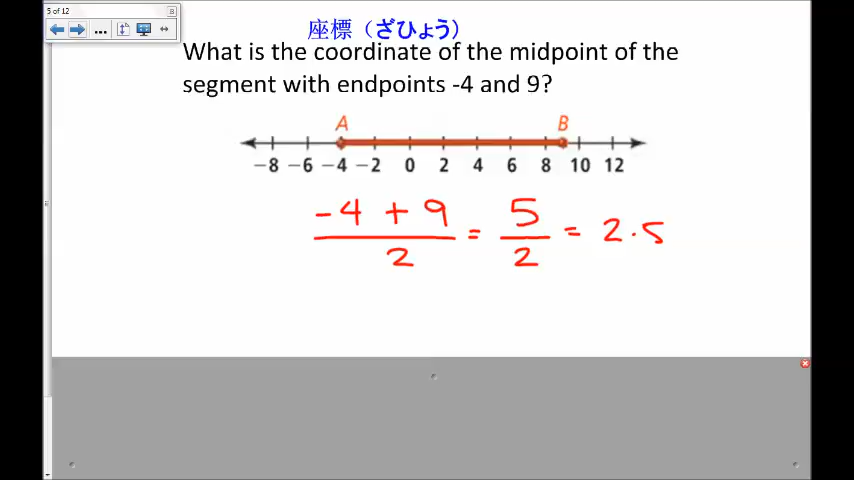 5 of 12
座標（ざひょう）
What is the coordinate of the midpoint of the
segment with endpoints -4 and 9?
A B
−8 −6 −4 −2 0 2 4 6 8 10 12
-4 + 9 / 2 = 5 / 2 = 2.5